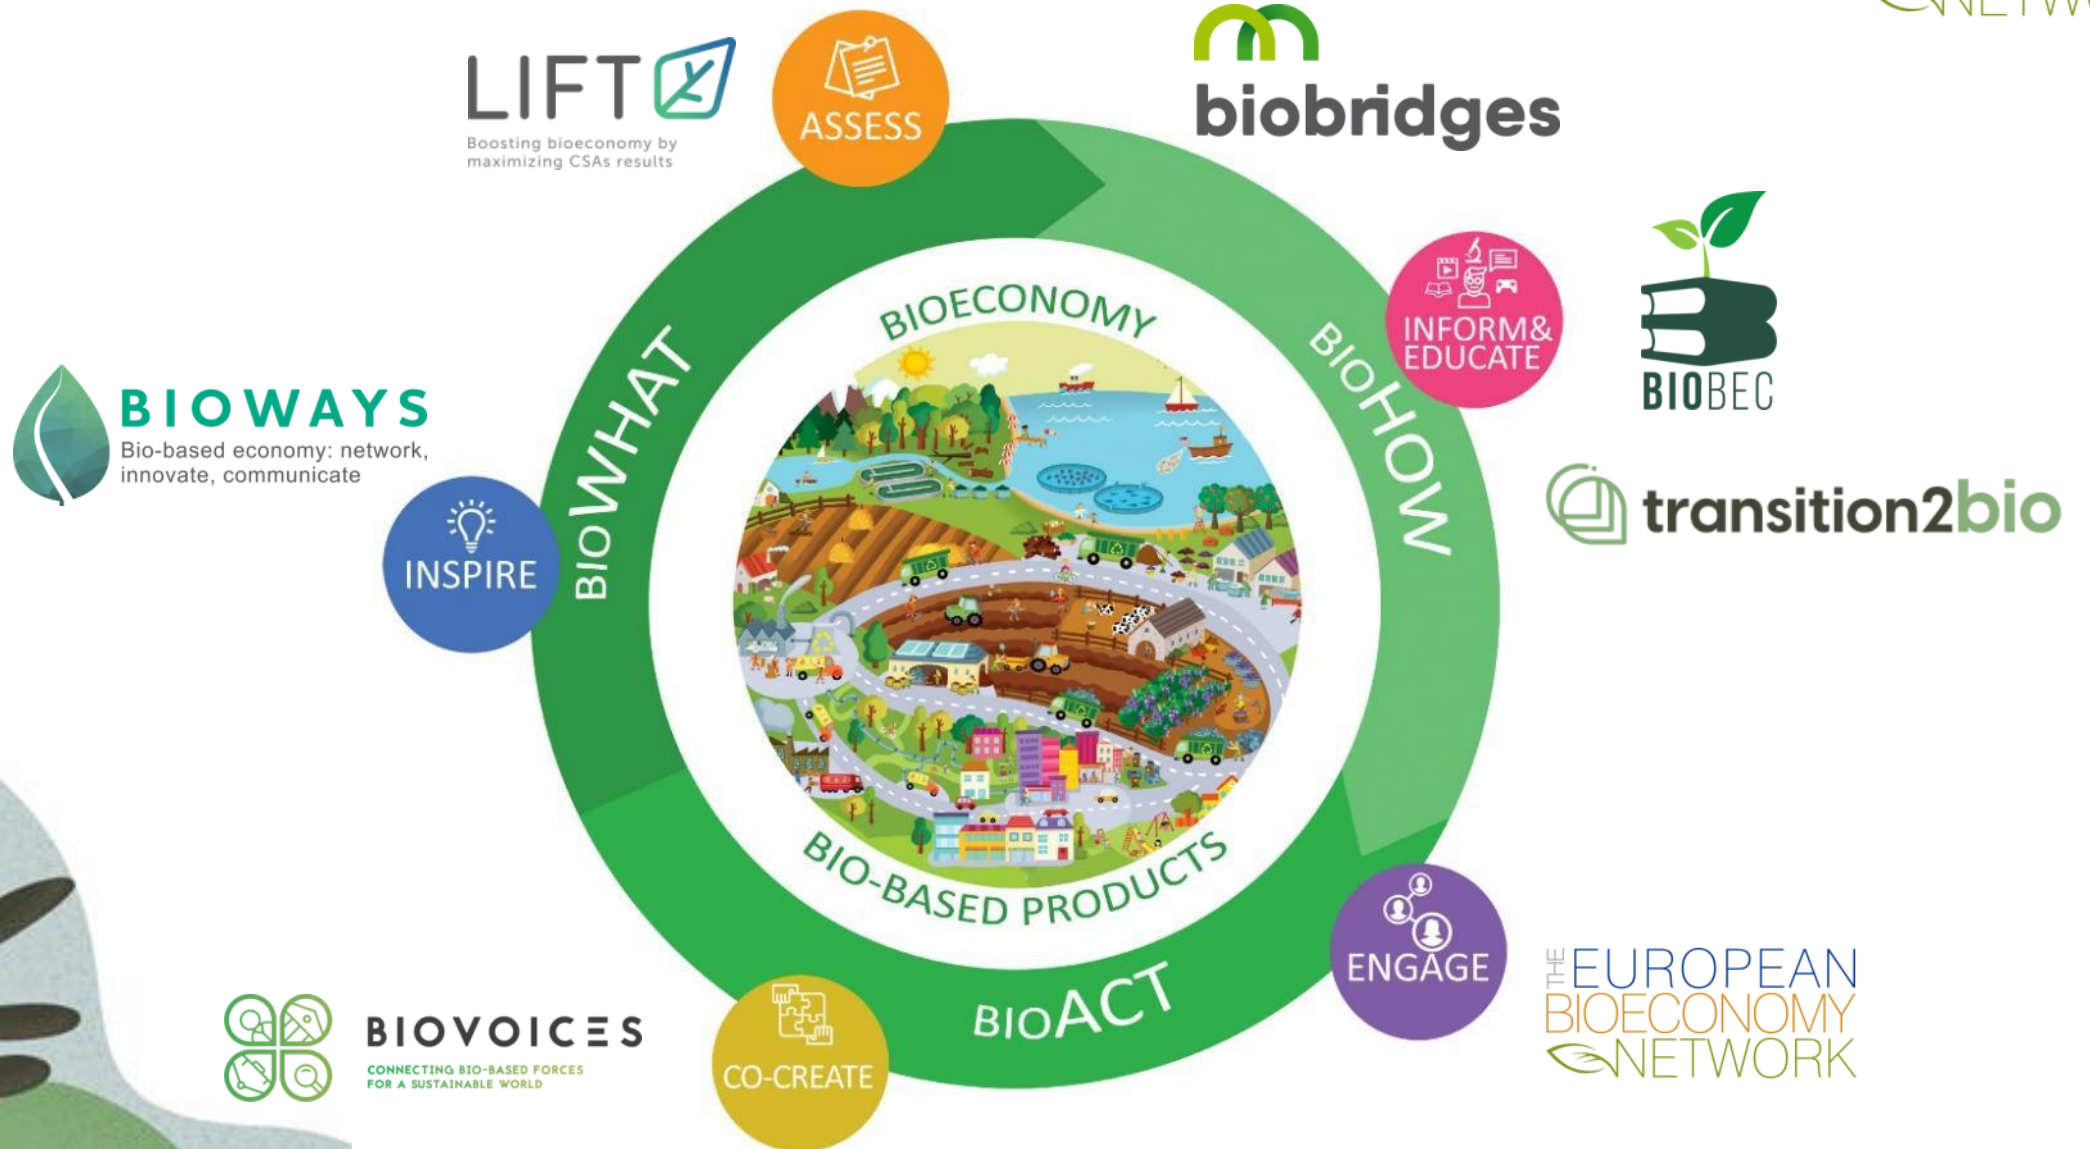 NETW
LIFT
Boosting bioeconomy by
maximizing CSAs results
ASSESS
biobridges
INFORM&
EDUCATE
BIOBEC
BIOWHAT
BIOHOW
BIOECONOMY
BIOWAYS
Bio-based economy: network,
innovate, communicate
INSPIRE
transition2bio
BIO-BASED PRODUCTS
BIOACT
ENGAGE
THE EUROPEAN
BIOECONOMY
NETWORK
BIOVOICES
CONNECTING BIO-BASED FORCES
FOR A SUSTAINABLE WORLD
CO-CREATE